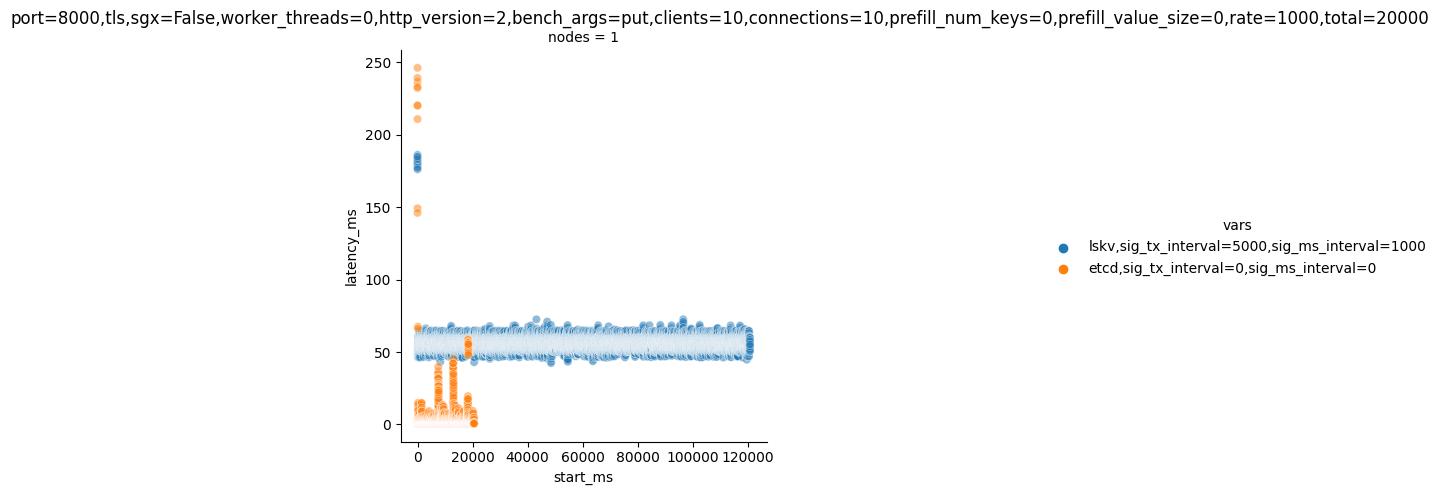 port=8000,tls,sgx=False,worker_threads=0,http_version=2,bench_args=put,clients=10,connections=10,prefill_num_keys=0,prefill_value_size=0,rate=1000,total=20000
nodes = 1
250
200
150
100
50
0
latency_ms
0 20000 40000 60000 80000 100000 120000
start_ms
vars
lskv,sig_tx_interval=5000,sig_ms_interval=1000
etcd,sig_tx_interval=0,sig_ms_interval=0